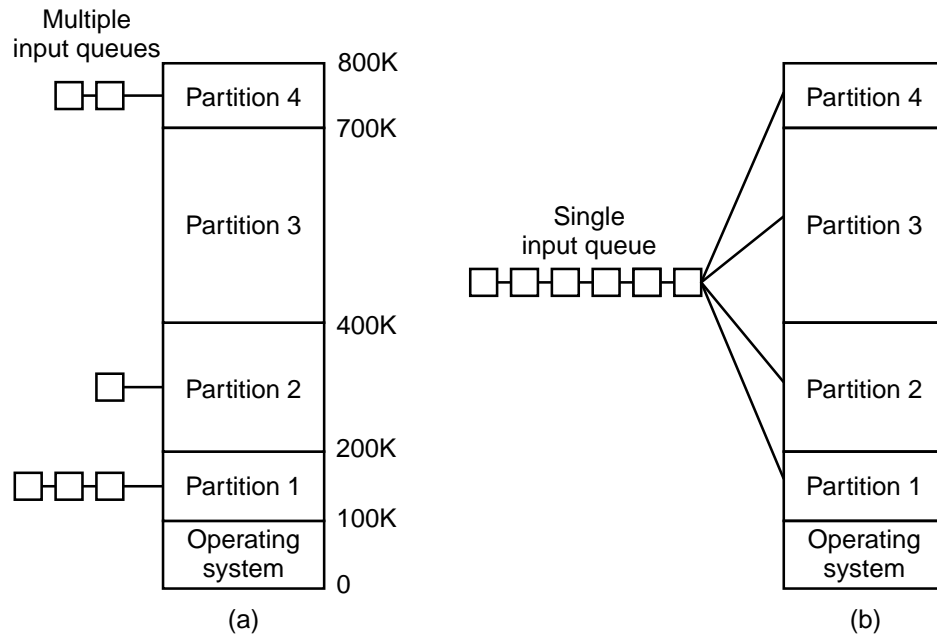 Multiple
input queues
800K
Partition 4
700K
Partition 3
400K
Partition 2
200K
Partition 1
100K
Operating
system
0
(a)
Single
input queue
Partition 4
Partition 3
Partition 2
Partition 1
Operating
system
(b)